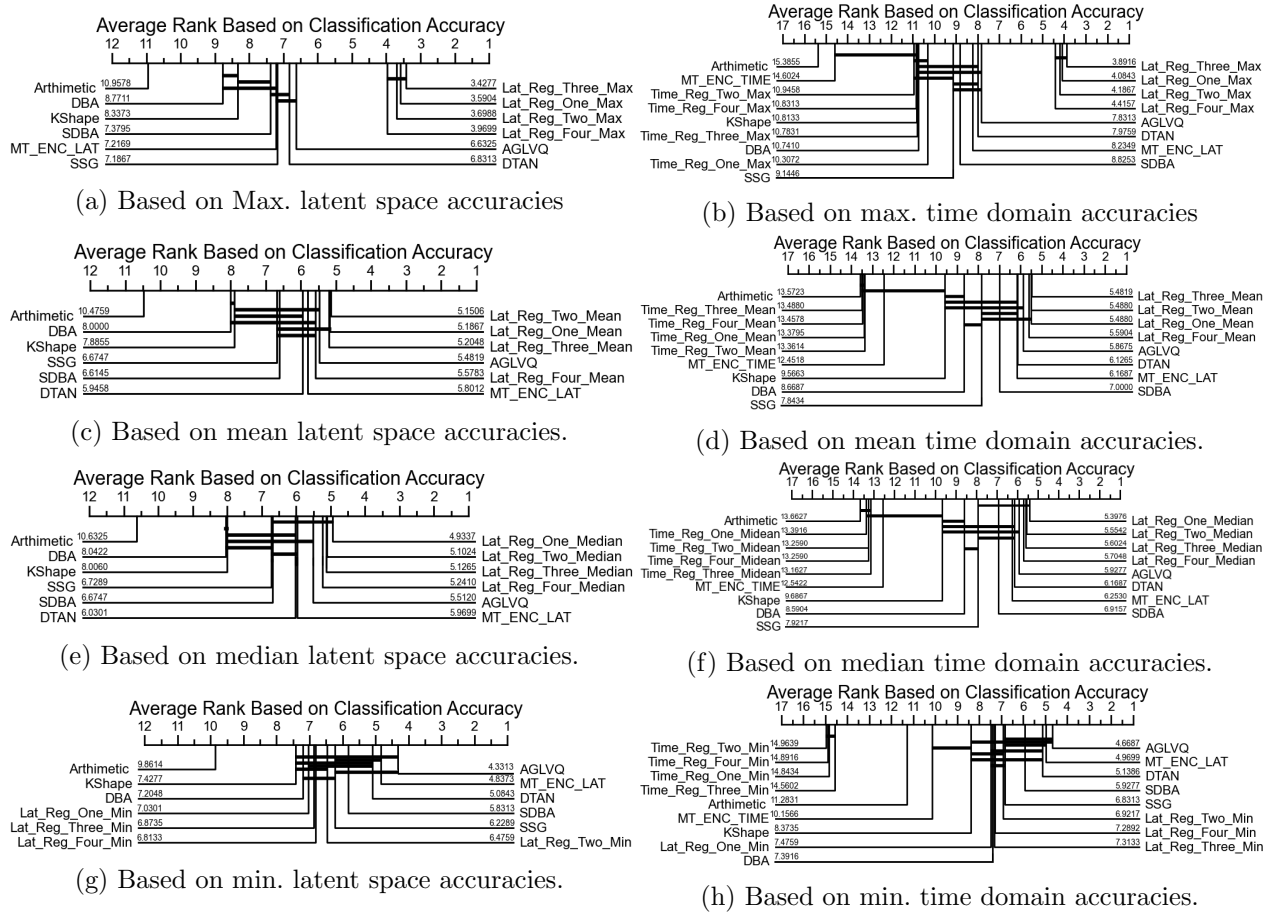 Average Rank Based on Classification Accuracy
12 11 10 9 8 7 6 5 4 3 2 1
Arthimetic 10.9578
DBA 8.7711
KShape 8.3373
SDBA 7.3795
MT_ENC_LAT 7.2169
SSG 7.1867
3.4277 Lat_Reg_Three_Max
3.5904 Lat_Reg_One_Max
3.6988 Lat_Reg_Two_Max
3.9699 Lat_Reg_Four_Max
6.6325 AGLVQ
6.8313 DTAN
(a) Based on Max. latent space accuracies
Average Rank Based on Classification Accuracy
17 16 15 14 13 12 11 10 9 8 7 6 5 4 3 2 1
Arthimetic 15.3855
MT_ENC_TIME 14.6024
Time_Reg_Two_Max 10.9458
Time_Reg_Four_Max 10.8313
KShape 10.8133
Time_Reg_Three_Max 10.7831
DBA 10.7410
Time_Reg_One_Max 10.3072
SSG 9.1446
3.8916 Lat_Reg_Three_Max
4.0843 Lat_Reg_One_Max
4.1867 Lat_Reg_Two_Max
4.4157 Lat_Reg_Four_Max
7.8313 AGLVQ
7.9759 DTAN
8.2349 MT_ENC_LAT
8.8253 SDBA
(b) Based on max. time domain accuracies
Average Rank Based on Classification Accuracy
12 11 10 9 8 7 6 5 4 3 2 1
Arthimetic 10.4759
DBA 8.0000
KShape 7.8855
SSG 6.6747
SDBA 6.6145
DTAN 5.9458
5.1506 Lat_Reg_Two_Mean
5.1867 Lat_Reg_One_Mean
5.2048 Lat_Reg_Three_Mean
5.4819 AGLVQ
5.5783 Lat_Reg_Four_Mean
5.8012 MT_ENC_LAT
(c) Based on mean latent space accuracies.
Average Rank Based on Classification Accuracy
17 16 15 14 13 12 11 10 9 8 7 6 5 4 3 2 1
Arthimetic 13.5723
Time_Reg_Three_Mean 13.4880
Time_Reg_Four_Mean 13.4578
Time_Reg_One_Mean 13.3795
Time_Reg_Two_Mean 13.3614
MT_ENC_TIME 12.4518
KShape 9.5663
DBA 8.6687
SSG 7.8434
5.4819 Lat_Reg_Three_Mean
5.4880 Lat_Reg_Two_Mean
5.4880 Lat_Reg_One_Mean
5.5904 Lat_Reg_Four_Mean
5.8675 AGLVQ
6.1265 DTAN
6.1687 MT_ENC_LAT
7.0000 SDBA
(d) Based on mean time domain accuracies.
Average Rank Based on Classification Accuracy
12 11 10 9 8 7 6 5 4 3 2 1
Arthimetic 10.6325
DBA 8.0422
KShape 8.0060
SSG 6.7289
SDBA 6.6747
DTAN 6.0301
4.9337 Lat_Reg_One_Median
5.1024 Lat_Reg_Two_Median
5.1265 Lat_Reg_Three_Median
5.2410 Lat_Reg_Four_Median
5.5120 AGLVQ
5.9699 MT_ENC_LAT
(e) Based on median latent space accuracies.
Average Rank Based on Classification Accuracy
17 16 15 14 13 12 11 10 9 8 7 6 5 4 3 2 1
Arthimetic 13.6627
Time_Reg_One_Midean 13.3916
Time_Reg_Two_Midean 13.2590
Time_Reg_Four_Midean 13.2590
Time_Reg_Three_Midean 13.1627
MT_ENC_TIME 12.5422
KShape 9.6867
DBA 8.5904
SSG 7.9217
5.3976 Lat_Reg_One_Median
5.5542 Lat_Reg_Two_Median
5.6024 Lat_Reg_Three_Median
5.7048 Lat_Reg_Four_Median
5.9277 AGLVQ
6.1687 DTAN
6.2530 MT_ENC_LAT
6.9157 SDBA
(f) Based on median time domain accuracies.
Average Rank Based on Classification Accuracy
12 11 10 9 8 7 6 5 4 3 2 1
Arthimetic 9.8614
KShape 7.4277
DBA 7.2048
Lat_Reg_One_Min 7.0301
Lat_Reg_Three_Min 6.8735
Lat_Reg_Four_Min 6.8133
4.3313 AGLVQ
4.8373 MT_ENC_LAT
5.0843 DTAN
5.8313 SDBA
6.2289 SSG
6.4759 Lat_Reg_Two_Min
(g) Based on min. latent space accuracies.
Average Rank Based on Classification Accuracy
17 16 15 14 13 12 11 10 9 8 7 6 5 4 3 2 1
Time_Reg_Two_Min 14.9639
Time_Reg_Four_Min 14.8916
Time_Reg_One_Min 14.8434
Time_Reg_Three_Min 14.5602
Arthimetic 11.2831
MT_ENC_TIME 10.1566
KShape 8.3735
Lat_Reg_One_Min 7.4759
DBA 7.3916
4.6687 AGLVQ
4.9699 MT_ENC_LAT
5.1386 DTAN
5.9277 SDBA
6.8313 SSG
6.9217 Lat_Reg_Two_Min
7.2892 Lat_Reg_Four_Min
7.3133 Lat_Reg_Three_Min
(h) Based on min. time domain accuracies.